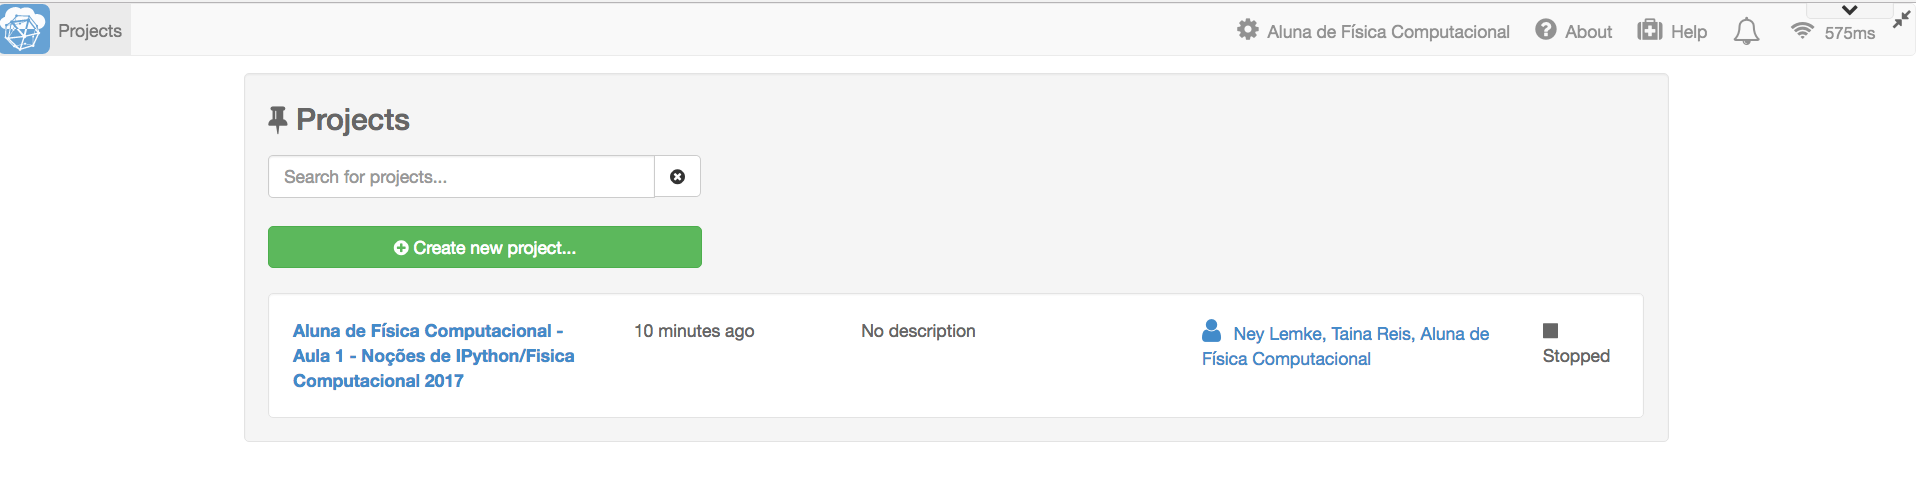 Projects
Aluna de Física Computacional
About
Help
575ms
Projects
Search for projects...
Create new project...
Aluna de Física Computacional -
Aula 1 - Noções de IPython/Fisica
Computacional 2017
10 minutes ago
No description
Ney Lemke, Taina Reis, Aluna de
Física Computacional
Stopped